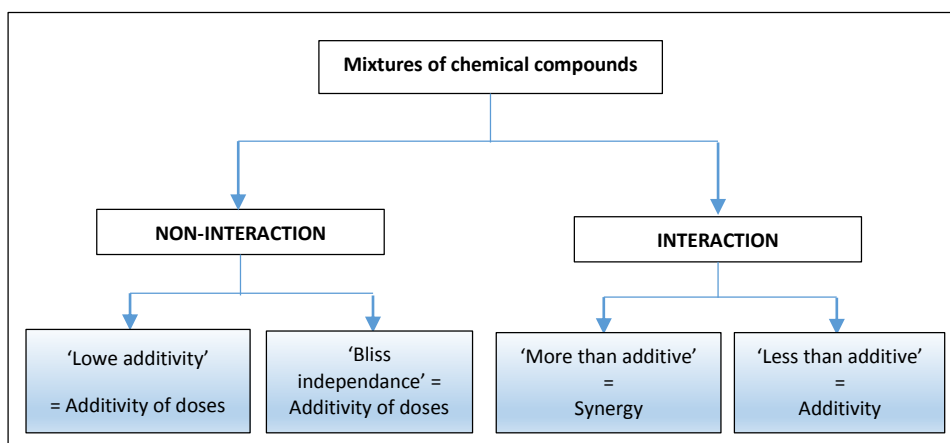 Mixtures of chemical compounds
NON-INTERACTION
INTERACTION
‘Lowe additivity’
= Additivity of doses
‘Bliss
independance’ =
Additivity of doses
‘More than additive’
=
Synergy
‘Less than additive’
=
Additivity